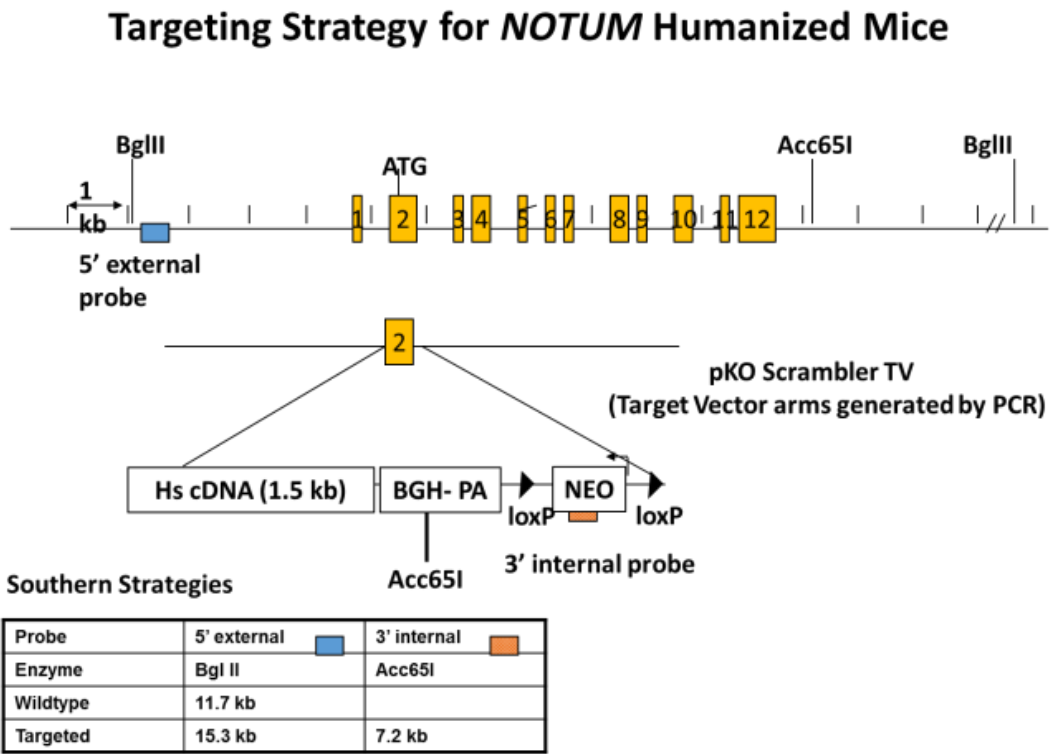 Targeting Strategy for NOTUM Humanized Mice
BglII
ATG
Acc65I
BglII
1
kb
1 2 3 4 5 6 7 8 9 10 11 12
5’ external
probe
2
pKO Scrambler TV
(Target Vector arms generated by PCR)
Hs cDNA (1.5 kb)
BGH- PA
NEO
loxP
loxP
Acc65I
3’ internal probe
Southern Strategies
Probe 5’ external 3’ internal
Enzyme Bgl II Acc65I
Wildtype 11.7 kb
Targeted 15.3 kb 7.2 kb